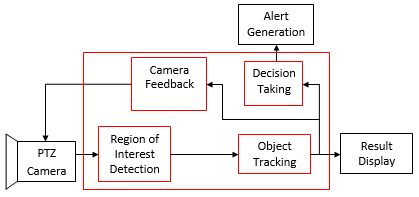 Alert
Generation
Camera
Feedback
Decision
Taking
PTZ
Camera
Region of
Interest
Detection
Object
Tracking
Result
Display